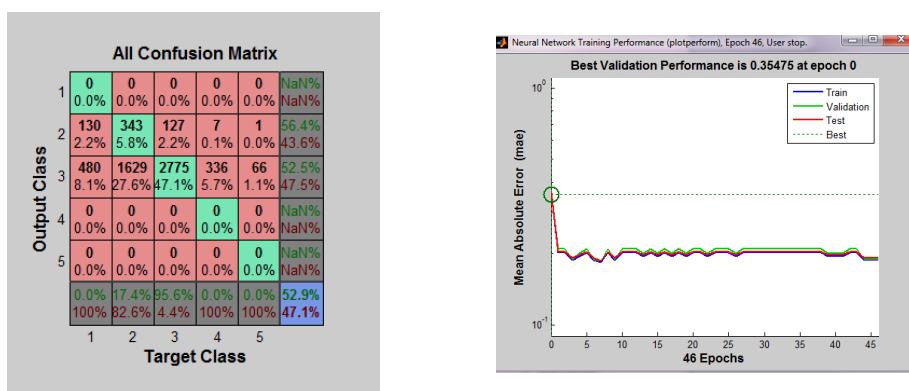 All Confusion Matrix
1 0 0 0 0 0 NaN%
0.0% 0.0% 0.0% 0.0% 0.0% NaN%
2 130 343 127 7 1 56.4%
2.2% 5.8% 2.2% 0.1% 0.0% 43.6%
3 480 1629 2775 336 66 52.5%
8.1% 27.6% 47.1% 5.7% 1.1% 47.5%
4 0 0 0 0 0 NaN%
0.0% 0.0% 0.0% 0.0% 0.0% NaN%
5 0 0 0 0 0 NaN%
0.0% 0.0% 0.0% 0.0% 0.0% NaN%
0.0% 17.4% 95.6% 0.0% 0.0% 52.9%
100% 82.6% 4.4% 100% 100% 47.1%
1 2 3 4 5
Target Class
Output Class
Neural Network Training Performance (plotperform), Epoch 46, User stop.
Best Validation Performance is 0.35475 at epoch 0
10^0
10^-1
Mean Absolute Error (mae)
Train
Validation
Test
Best
0 5 10 15 20 25 30 35 40 45
46 Epochs